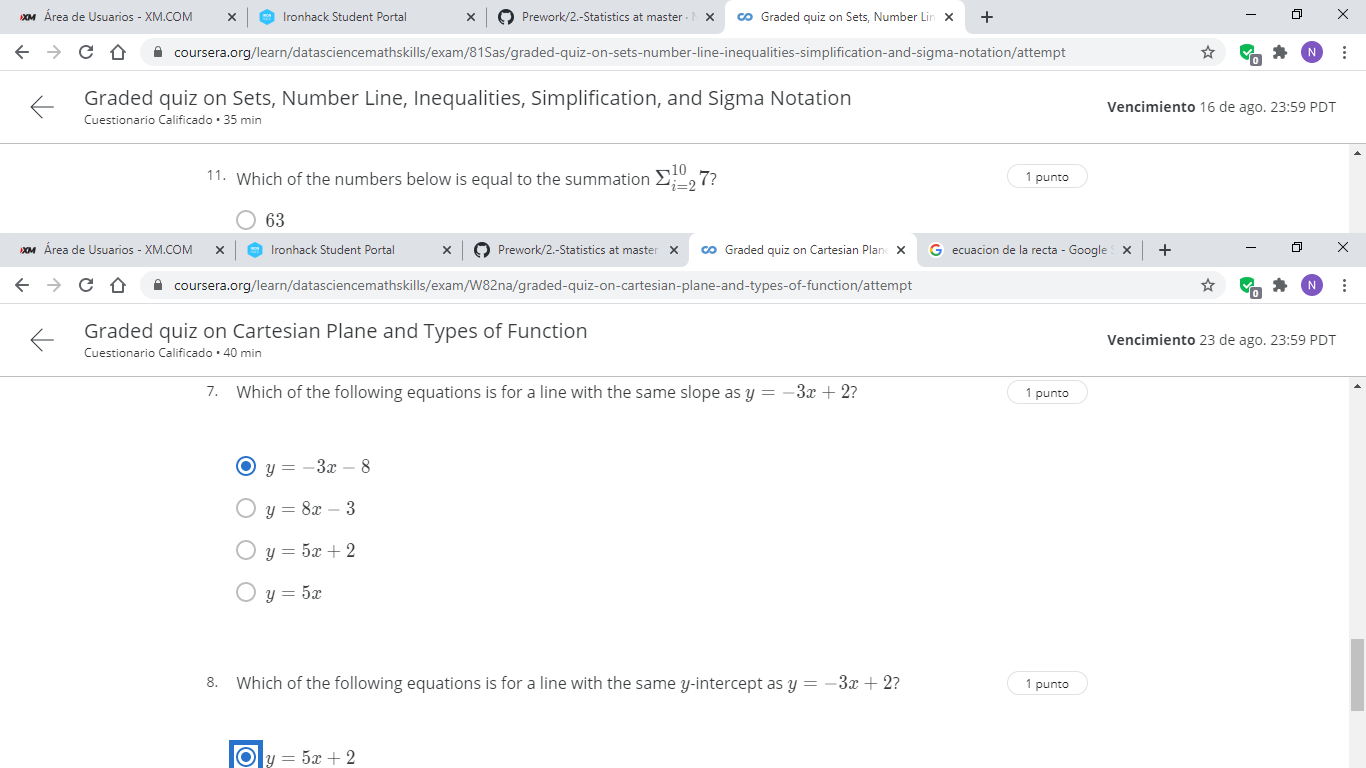 XM Área de Usuarios - XM.COM Ironhack Student Portal Prework/2.-Statistics at master · Graded quiz on Sets, Number Lin
coursera.org/learn/datasciencemathskills/exam/81Sas/graded-quiz-on-sets-number-line-inequalities-simplification-and-sigma-notation/attempt 0 N
Graded quiz on Sets, Number Line, Inequalities, Simplification, and Sigma Notation
Cuestionario Calificado • 35 min
Vencimiento 16 de ago. 23:59 PDT
11. Which of the numbers below is equal to the summation Σ_{i=2}^{10} 7? 1 punto
63
XM Área de Usuarios - XM.COM Ironhack Student Portal Prework/2.-Statistics at master Graded quiz on Cartesian Plan ecuacion de la recta - Google S
coursera.org/learn/datasciencemathskills/exam/W82na/graded-quiz-on-cartesian-plane-and-types-of-function/attempt 0 N
Graded quiz on Cartesian Plane and Types of Function
Cuestionario Calificado • 40 min
Vencimiento 23 de ago. 23:59 PDT
7. Which of the following equations is for a line with the same slope as y = −3x + 2? 1 punto
y = −3x − 8
y = 8x − 3
y = 5x + 2
y = 5x
8. Which of the following equations is for a line with the same y-intercept as y = −3x + 2? 1 punto
y = 5x + 2